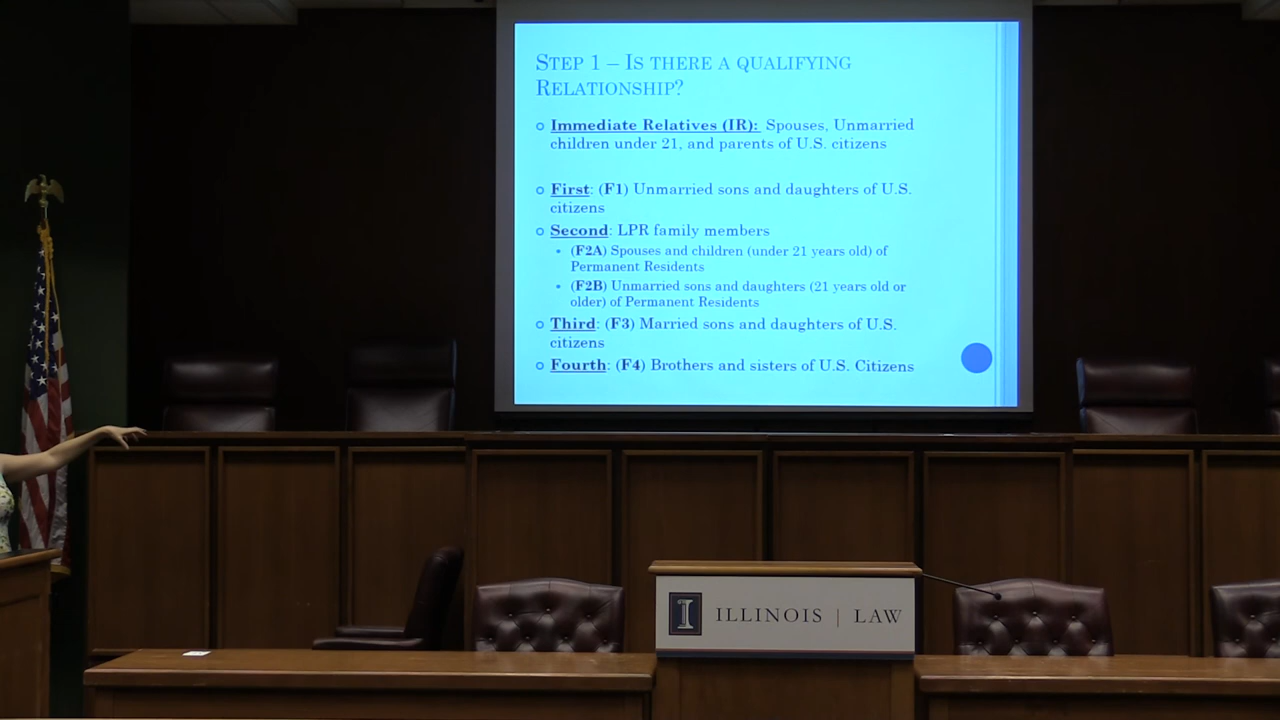 STEP 1 – IS THERE A QUALIFYING
RELATIONSHIP?
Immediate Relatives (IR): Spouses, Unmarried
children under 21, and parents of U.S. citizens
First: (F1) Unmarried sons and daughters of U.S.
citizens
Second: LPR family members
(F2A) Spouses and children (under 21 years old) of
Permanent Residents
(F2B) Unmarried sons and daughters (21 years old or
older) of Permanent Residents
Third: (F3) Married sons and daughters of U.S.
citizens
Fourth: (F4) Brothers and sisters of U.S. Citizens
I ILLINOIS | LAW